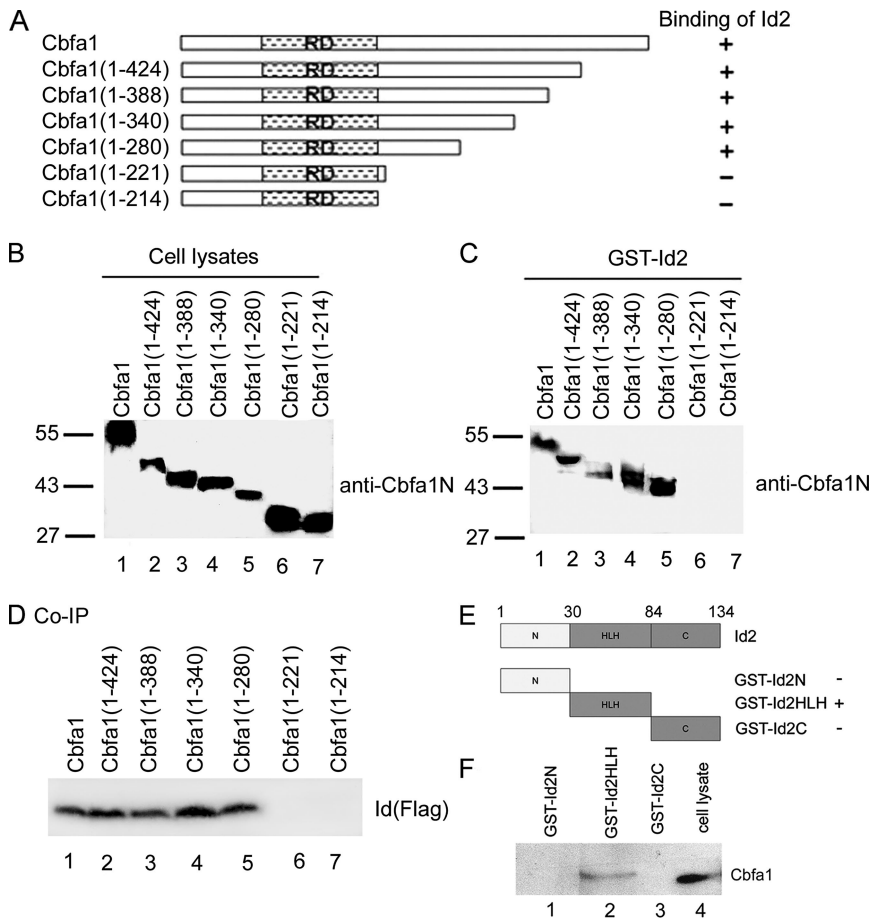 A
Binding of Id2
Cbfa1 RD +
Cbfa1(1-424) RD +
Cbfa1(1-388) RD +
Cbfa1(1-340) RD +
Cbfa1(1-280) RD +
Cbfa1(1-221) RD –
Cbfa1(1-214) RD –
B
Cell lysates
Cbfa1
Cbfa1(1-424)
Cbfa1(1-388)
Cbfa1(1-340)
Cbfa1(1-280)
Cbfa1(1-221)
Cbfa1(1-214)
55
43
27
anti-Cbfa1N
1 2 3 4 5 6 7
C
GST-Id2
Cbfa1
Cbfa1(1-424)
Cbfa1(1-388)
Cbfa1(1-340)
Cbfa1(1-280)
Cbfa1(1-221)
Cbfa1(1-214)
55
43
27
anti-Cbfa1N
1 2 3 4 5 6 7
D Co-IP
Cbfa1
Cbfa1(1-424)
Cbfa1(1-388)
Cbfa1(1-340)
Cbfa1(1-280)
Cbfa1(1-221)
Cbfa1(1-214)
Id(Flag)
1 2 3 4 5 6 7
E
1 30 84 134
N HLH C Id2
N GST-Id2N -
HLH GST-Id2HLH +
C GST-Id2C -
F
GST-Id2N
GST-Id2HLH
GST-Id2C
cell lysate
Cbfa1
1 2 3 4